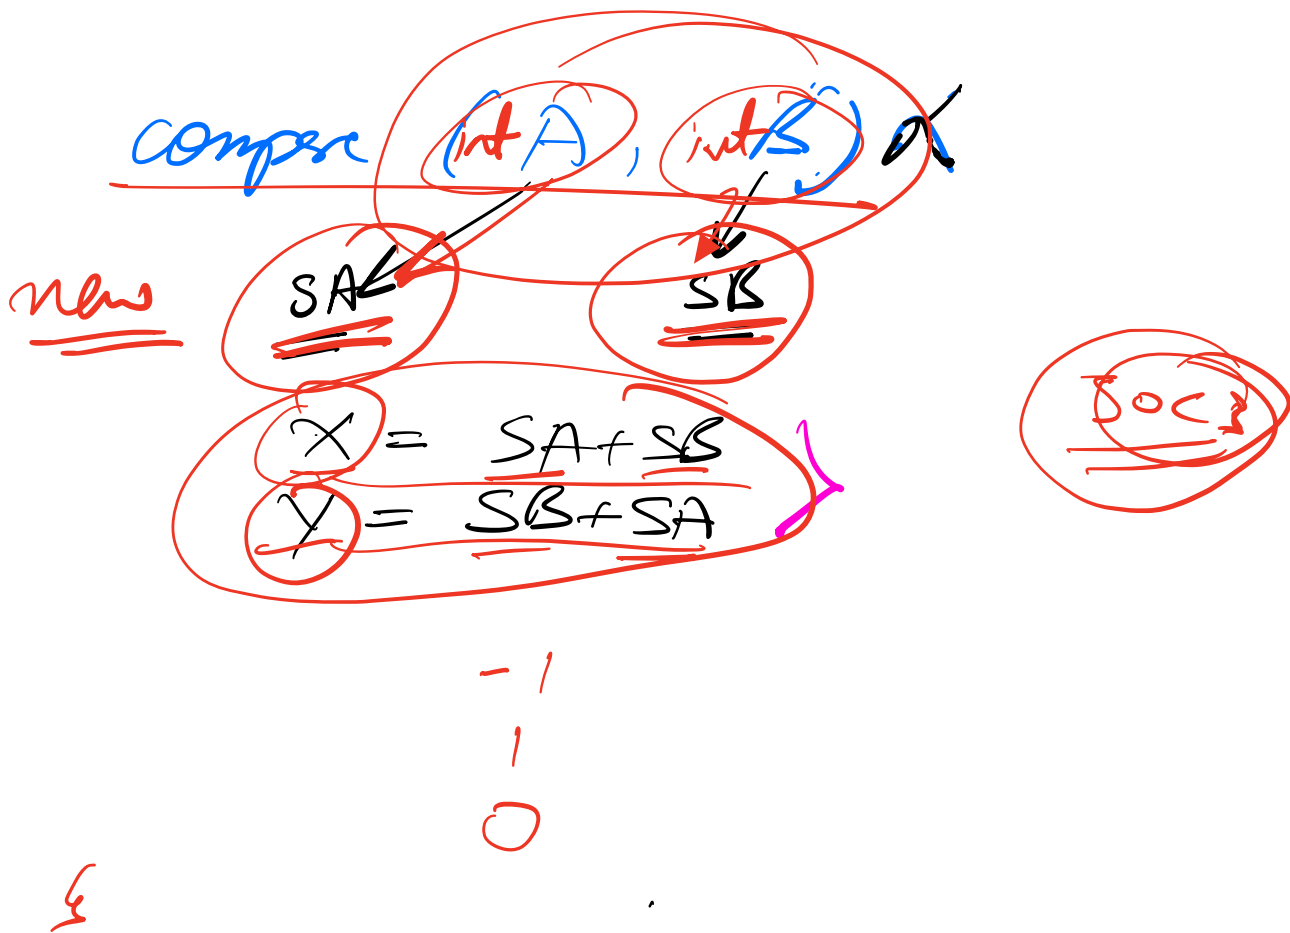 compare (int A, int B)
new SA SB
X = SA + SB
Y = SB + SA
-1
1
0